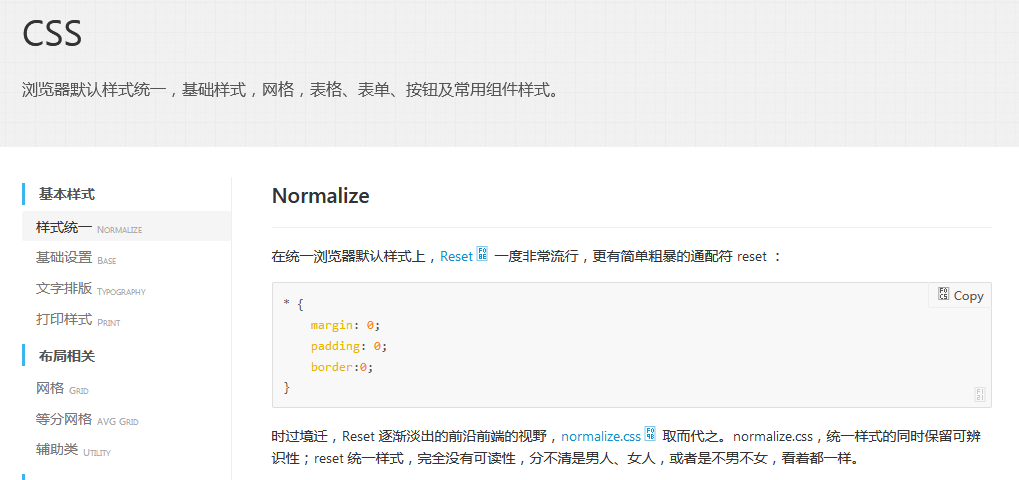 CSS
浏览器默认样式统一，基础样式，网格，表格、表单、按钮及常用组件样式。
基本样式
样式统一 NORMALIZE
基础设置 BASE
文字排版 TYPOGRAPHY
打印样式 PRINT
布局相关
网格 GRID
等分网格 AVG GRID
辅助类 UTILITY
Normalize
在统一浏览器默认样式上，Reset 一度非常流行，更有简单粗暴的通配符 reset ：
Copy
* {
margin: 0;
padding: 0;
border:0;
}
时过境迁，Reset 逐渐淡出的前沿前端的视野，normalize.css 取而代之。normalize.css，统一样式的同时保留可辨
识性；reset 统一样式，完全没有可读性，分不清是男人、女人，或者是不男不女，看着都一样。